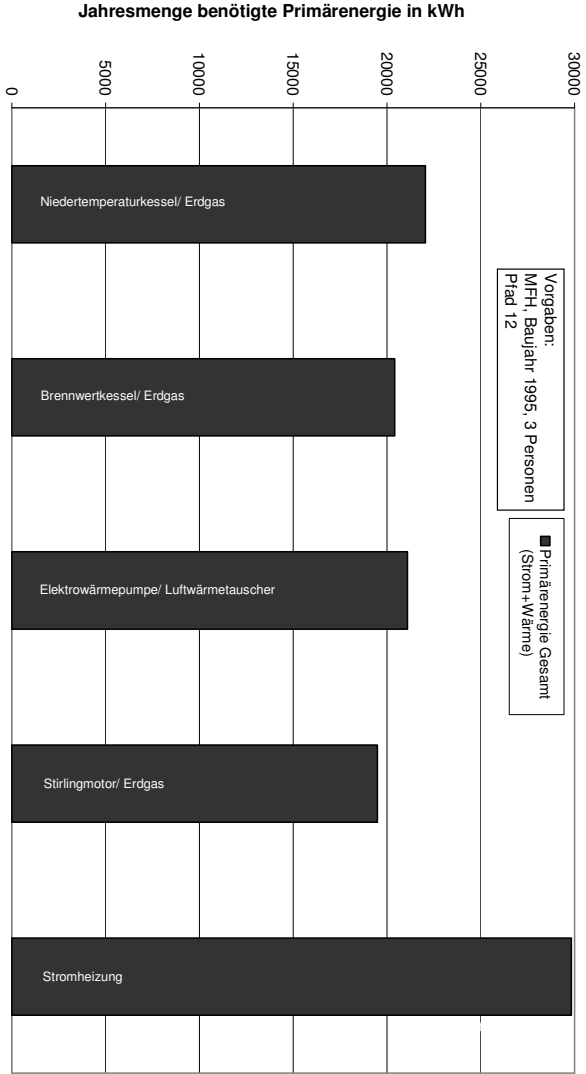 Jahresmenge benötigte Primärenergie in kWh
30000
25000
20000
15000
10000
5000
0
Vorgaben:
MFH, Baujahr 1995, 3 Personen
Pfad 12
Primärenergie Gesamt
(Strom+Wärme)
Niedertemperaturkessel/ Erdgas
Brennwertkessel/ Erdgas
Elektrowärmepumpe/ Luftwärmetauscher
Stirlingmotor/ Erdgas
Stromheizung